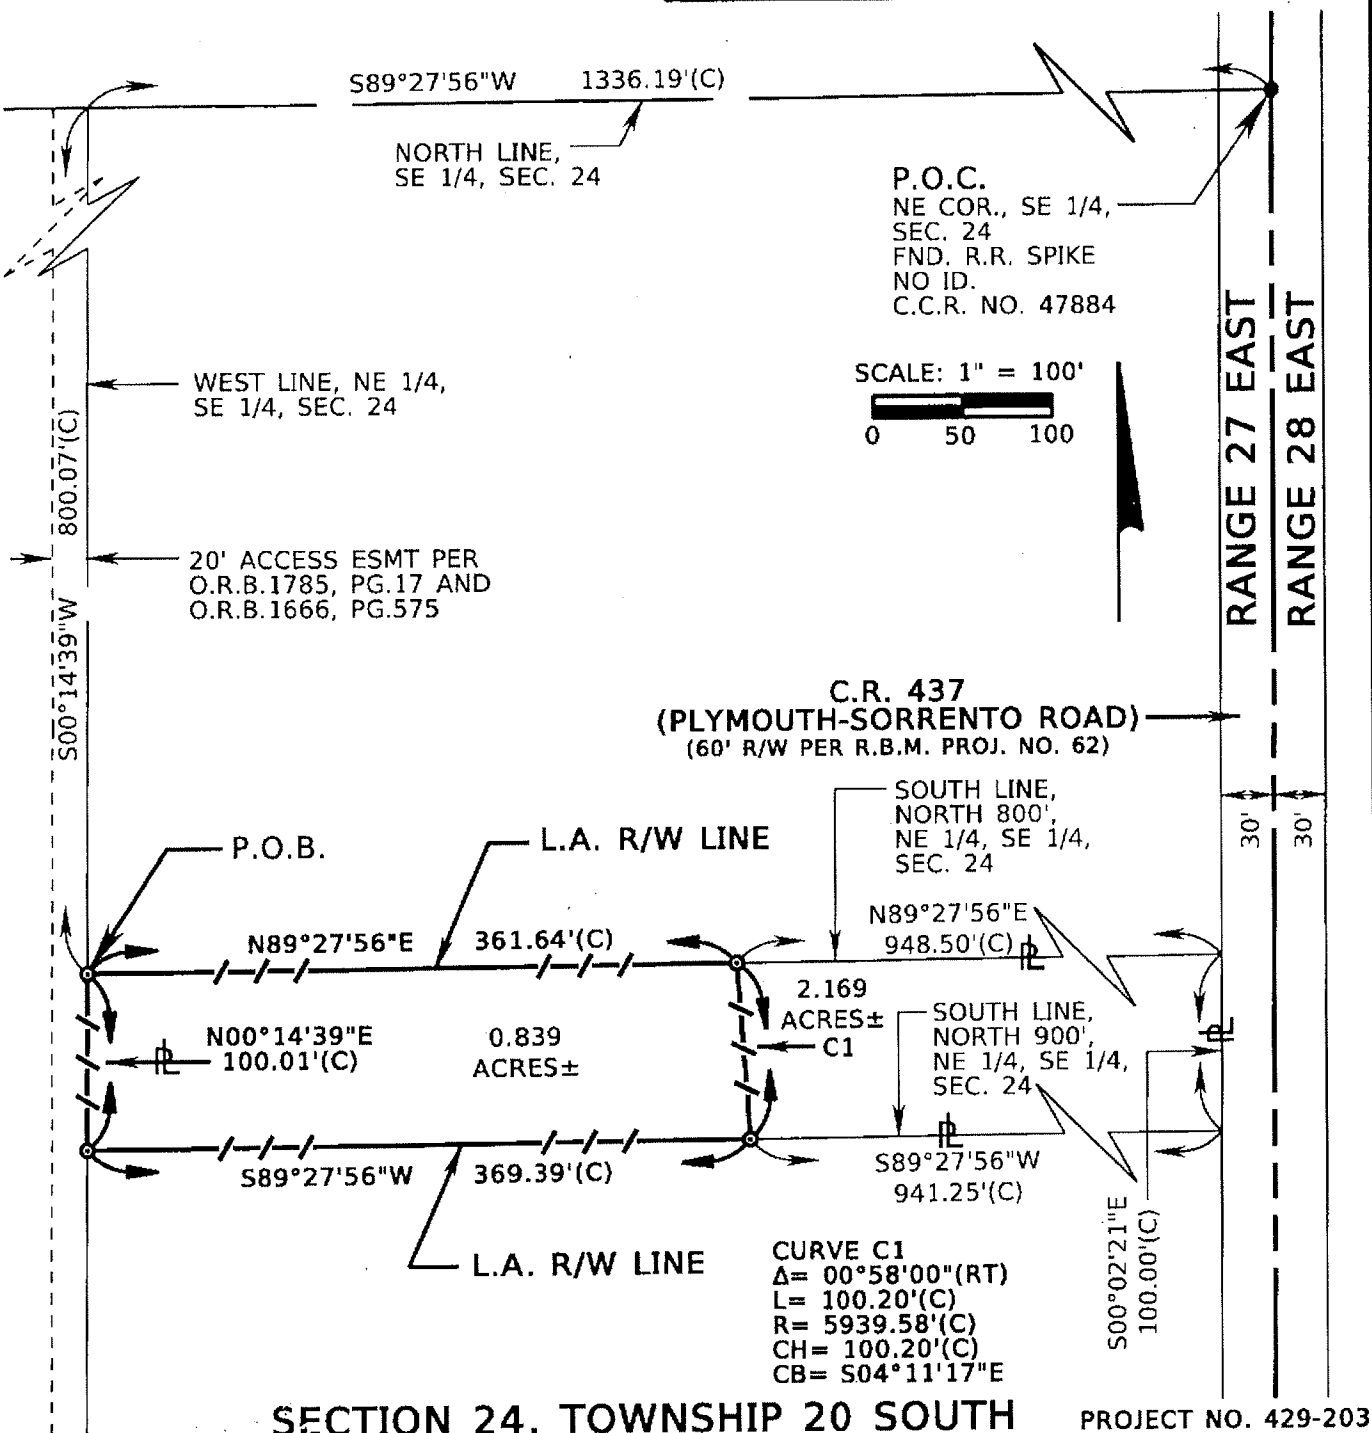 S89°27'56"W 1336.19'(C)
NORTH LINE,
SE 1/4, SEC. 24
P.O.C.
NE COR., SE 1/4,
SEC. 24
FND. R.R. SPIKE
NO ID.
C.C.R. NO. 47884
RANGE 27 EAST
RANGE 28 EAST
WEST LINE, NE 1/4,
SE 1/4, SEC. 24
SCALE: 1" = 100'
0 50 100
800.07'(C)
S00°14'39"W
20' ACCESS ESMT PER
O.R.B.1785, PG.17 AND
O.R.B.1666, PG.575
C.R. 437
(PLYMOUTH-SORRENTO ROAD)
(60' R/W PER R.B.M. PROJ. NO. 62)
30'
30'
SOUTH LINE,
NORTH 800',
NE 1/4, SE 1/4,
SEC. 24
P.O.B.
L.A. R/W LINE
N89°27'56"E 361.64'(C)
N89°27'56"E
948.50'(C)
PL
2.169
ACRES±
C1
SOUTH LINE,
NORTH 900',
NE 1/4, SE 1/4,
SEC. 24
PL
N00°14'39"E
100.01'(C)
PL
0.839
ACRES±
S89°27'56"W 369.39'(C)
PL
S89°27'56"W
941.25'(C)
S00°02'21"E
100.00'(C)
L.A. R/W LINE
CURVE C1
Δ= 00°58'00"(RT)
L= 100.20'(C)
R= 5939.58'(C)
CH= 100.20'(C)
CB= S04°11'17"E
SECTION 24, TOWNSHIP 20 SOUTH
PROJECT NO. 429-203